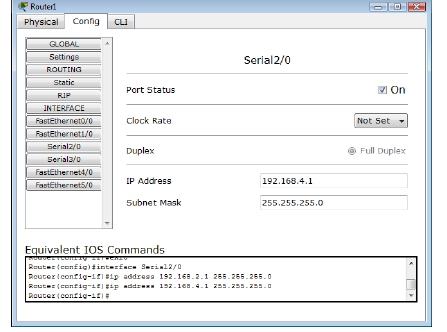 Router1
Physical Config CLI
GLOBAL
Settings
ROUTING
Static
RIP
INTERFACE
FastEthernet0/0
FastEthernet1/0
Serial2/0
Serial3/0
FastEthernet4/0
FastEthernet5/0
Serial2/0
Port Status On
Clock Rate Not Set
Duplex Full Duplex
IP Address 192.168.4.1
Subnet Mask 255.255.255.0
Equivalent IOS Commands
Router(config)#exit
Router(config)#interface Serial2/0
Router(config-if)#ip address 192.168.2.1 255.255.255.0
Router(config-if)#ip address 192.168.4.1 255.255.255.0
Router(config-if)#